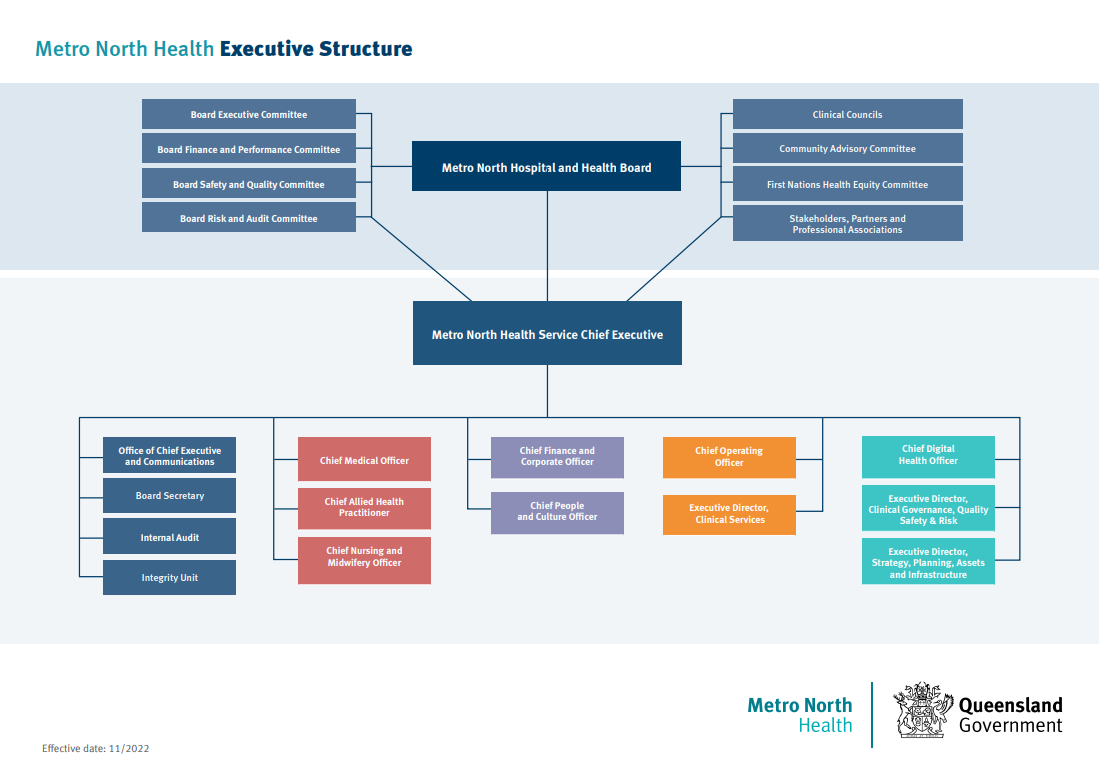 Metro North Health Executive Structure
Board Executive Committee
Board Finance and Performance Committee
Board Safety and Quality Committee
Board Risk and Audit Committee
Metro North Hospital and Health Board
Clinical Councils
Community Advisory Committee
First Nations Health Equity Committee
Stakeholders, Partners and
Professional Associations
Metro North Health Service Chief Executive
Office of Chief Executive
and Communications
Board Secretary
Internal Audit
Integrity Unit
Chief Medical Officer
Chief Allied Health
Practitioner
Chief Nursing and
Midwifery Officer
Chief Finance and
Corporate Officer
Chief People
and Culture Officer
Chief Operating
Officer
Executive Director,
Clinical Services
Chief Digital
Health Officer
Executive Director,
Clinical Governance, Quality
Safety & Risk
Executive Director,
Strategy, Planning, Assets
and Infrastructure
Metro North
Health
Queensland
Government
Effective date: 11/2022